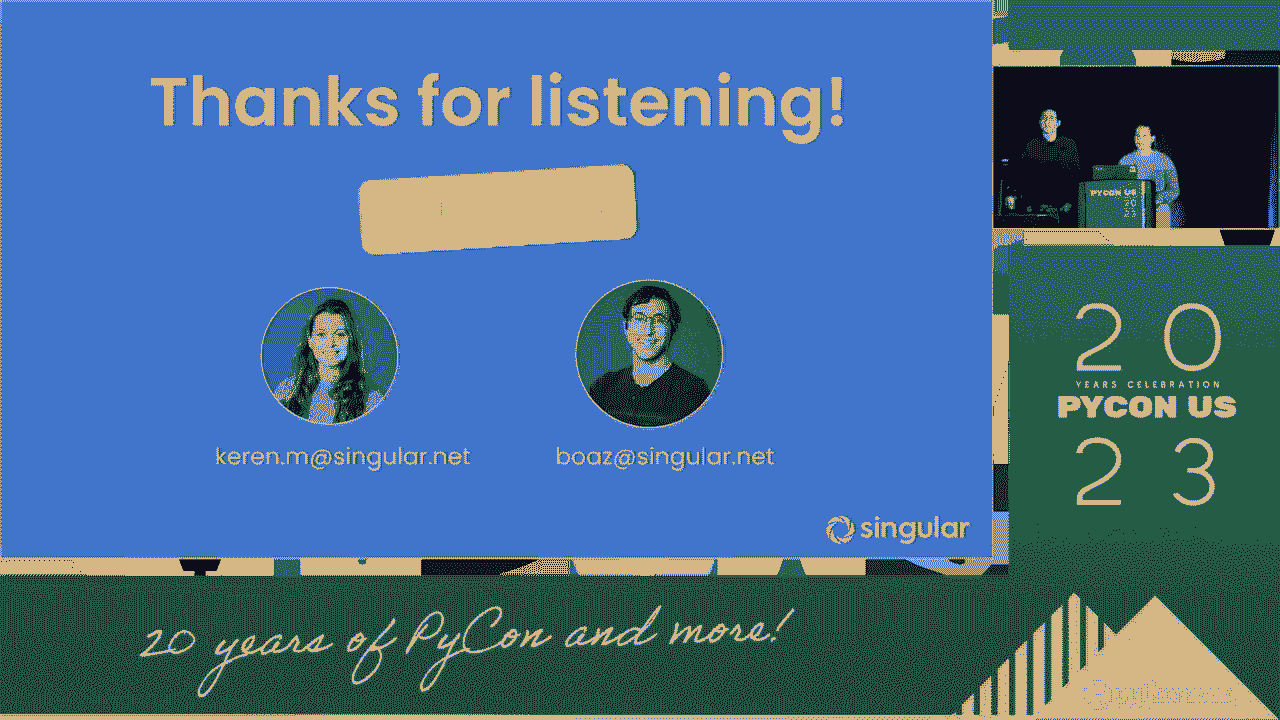 Thanks for listening!
keren.m@singular.net
boaz@singular.net
singular
PYCON US
20
23
20
YEARS CELEBRATION
PYCON US
23
20 years of PyCon and more!